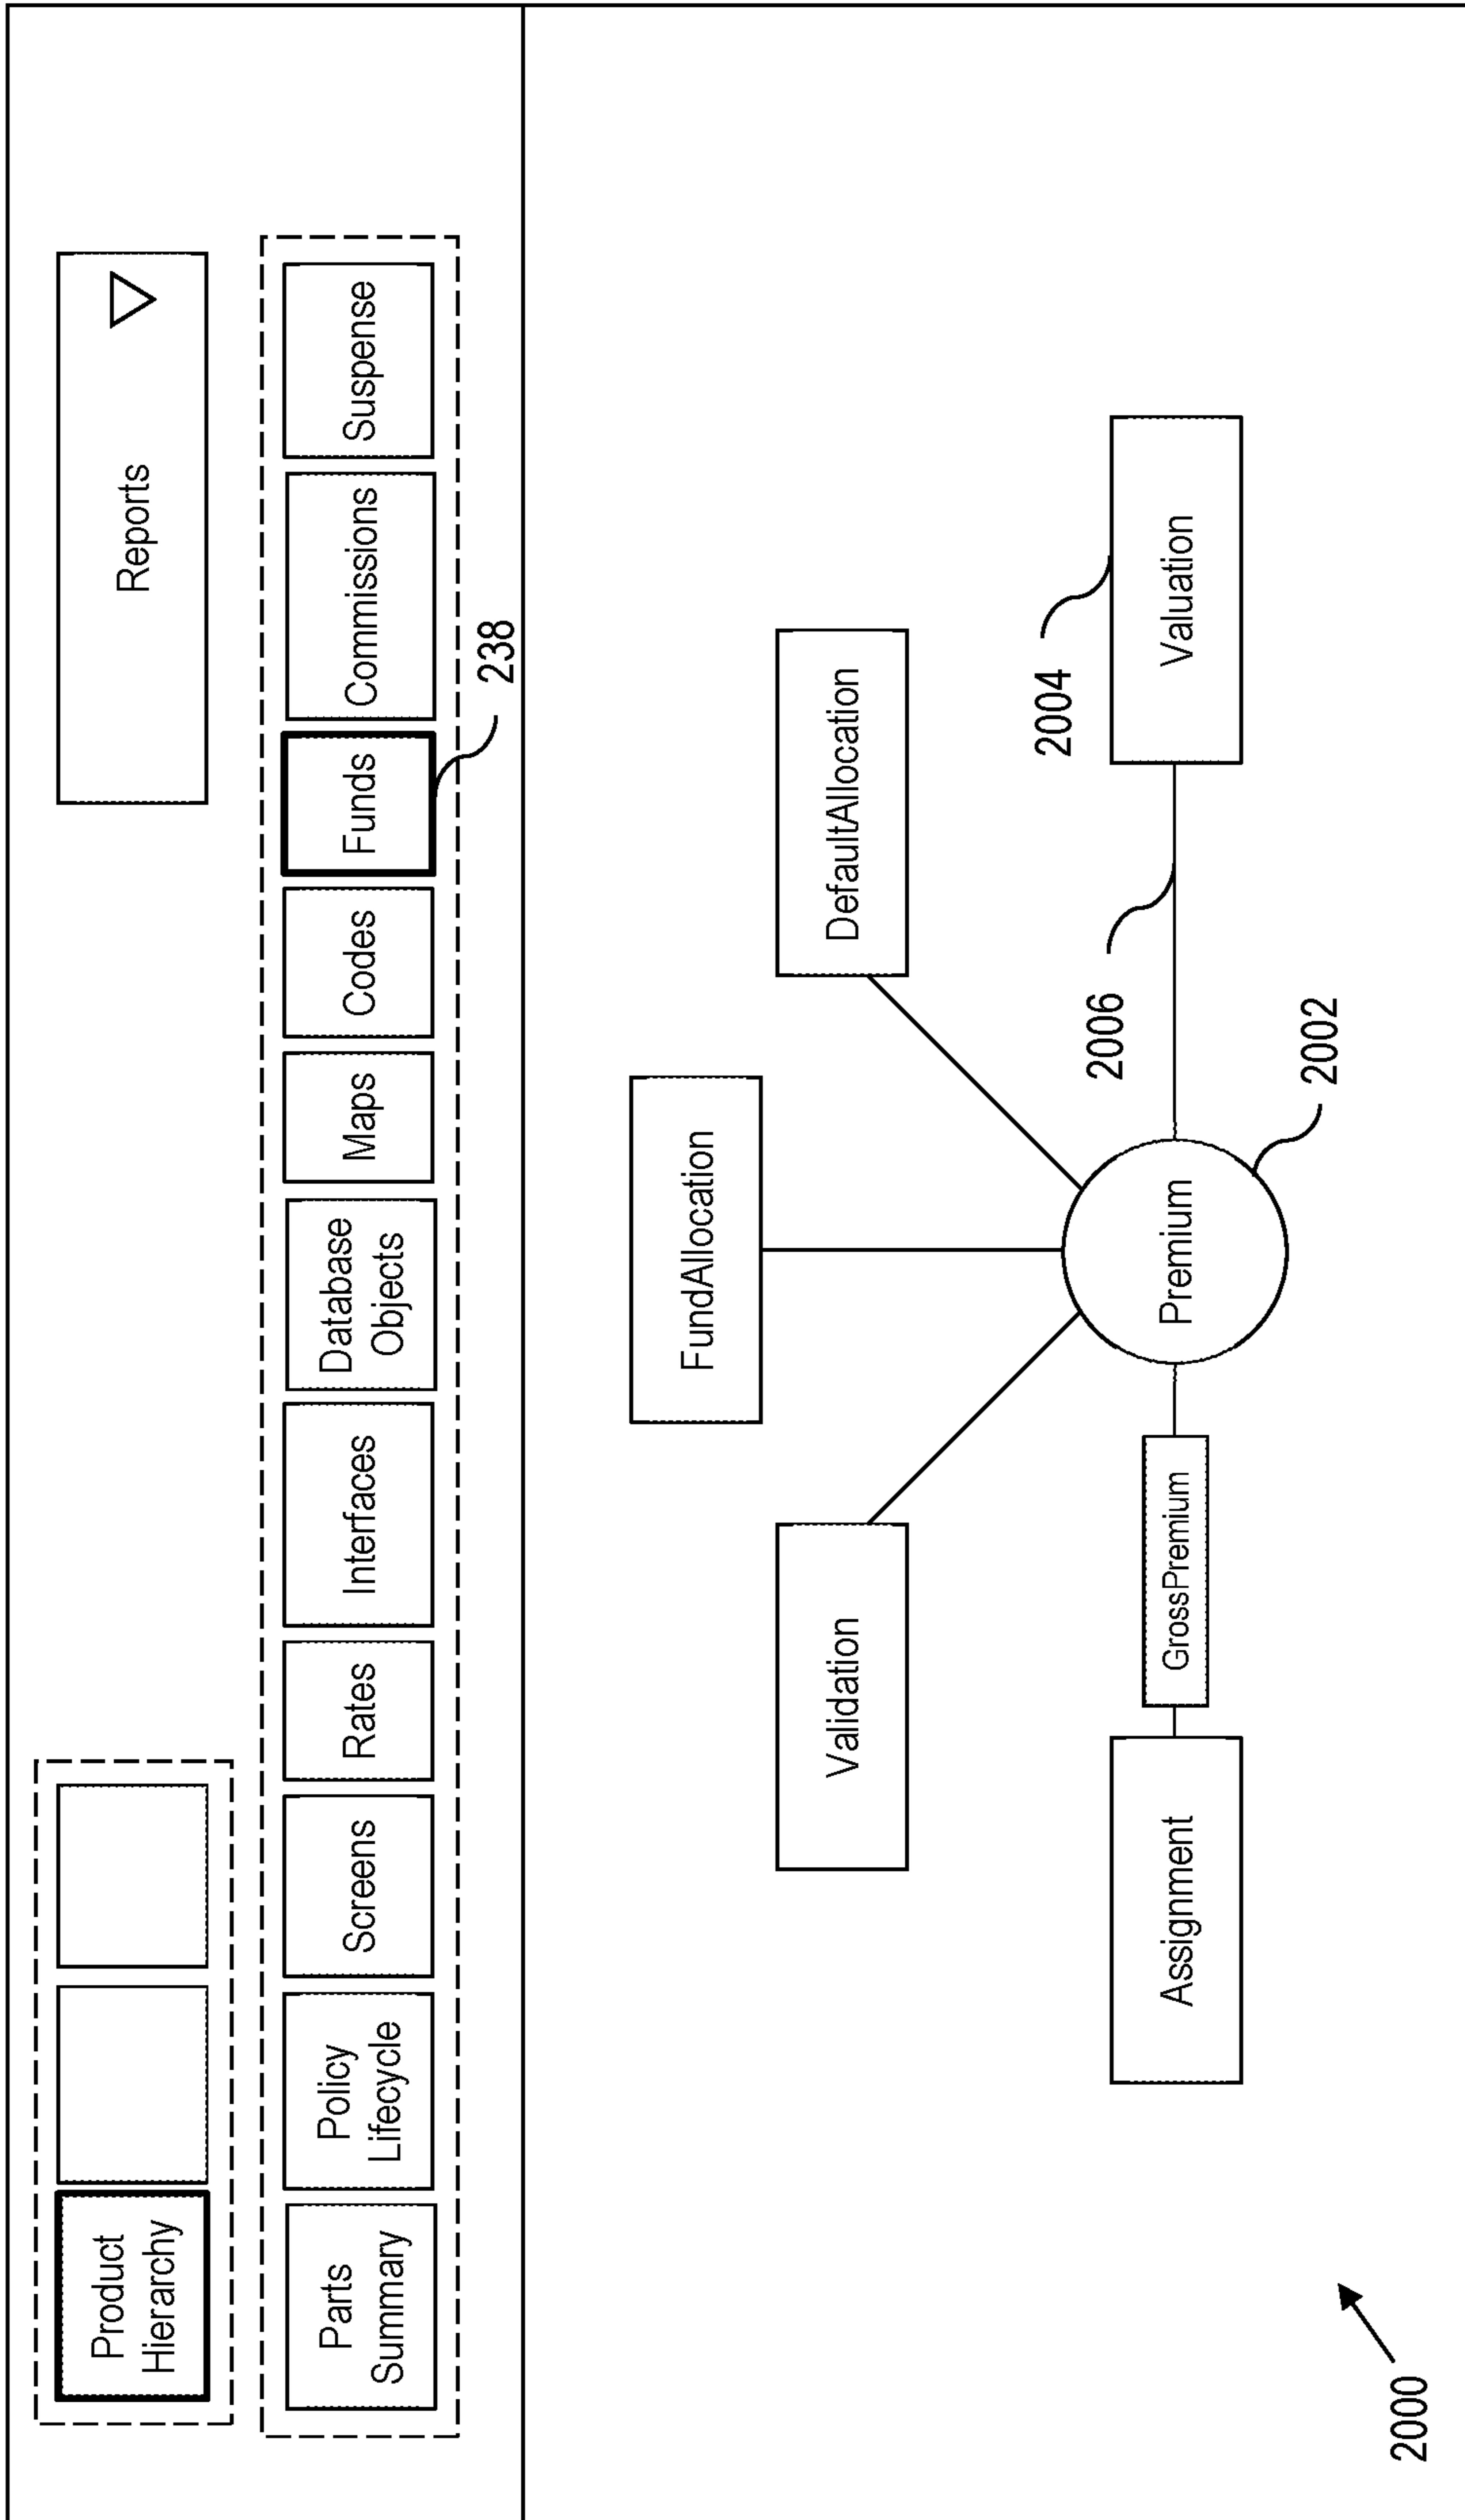 Product
Hierarchy
Reports
Parts
Summary
Policy
Lifecycle
Screens
Rates
Interfaces
Database
Objects
Maps
Codes
Funds
Commissions
Suspense
238
FundAllocation
Validation
DefaultAllocation
2004
2006
Assignment
GrossPremium
Premium
Valuation
2002
2000